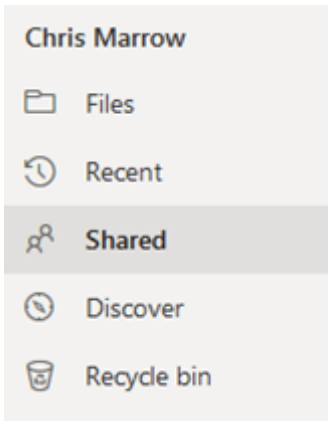 Chris Marrow
Files
Recent
Shared
Discover
Recycle bin